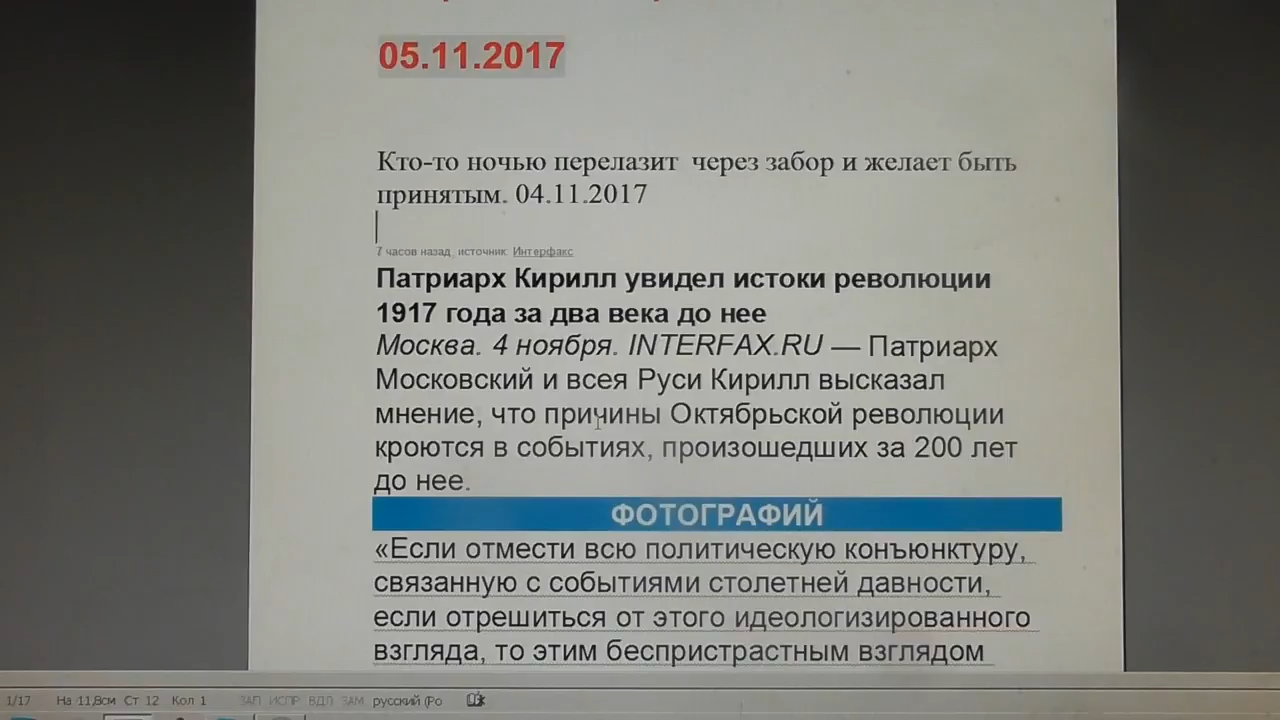 05.11.2017
Кто-то ночью перелазит через забор и желает быть
принятым. 04.11.2017
7 часов назад, источник: Интерфакс
Патриарх Кирилл увидел истоки революции
1917 года за два века до нее
Москва. 4 ноября. INTERFAX.RU — Патриарх
Московский и всея Руси Кирилл высказал
мнение, что причины Октябрьской революции
кроются в событиях, произошедших за 200 лет
до нее.
ФОТОГРАФИЙ
«Если отмести всю политическую конъюнктуру,
связанную с событиями столетней давности,
если отрешиться от этого идеологизированного
взгляда, то этим беспристрастным взглядом
1/17 На 11,8см Ст 12 Кол 1 ЗАП ИСПР ВДЛ ЗАМ русский (Ро